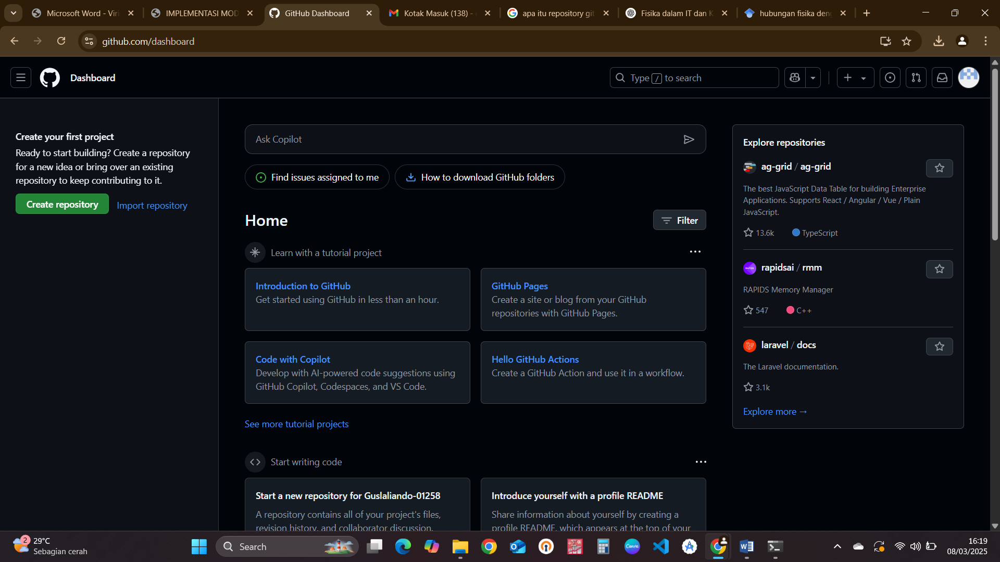 Microsoft Word - Viri
IMPLEMENTASI MOD
GitHub Dashboard
Kotak Masuk (138) -
apa itu repository git
Fisika dalam IT dan K
hubungan fisika deng
github.com/dashboard
Dashboard
Type / to search
Create your first project
Ready to start building? Create a repository
for a new idea or bring over an existing
repository to keep contributing to it.
Create repository
Import repository
Ask Copilot
Find issues assigned to me
How to download GitHub folders
Home
Filter
Learn with a tutorial project
Introduction to GitHub
Get started using GitHub in less than an hour.
GitHub Pages
Create a site or blog from your GitHub
repositories with GitHub Pages.
Code with Copilot
Develop with AI-powered code suggestions using
GitHub Copilot, Codespaces, and VS Code.
Hello GitHub Actions
Create a GitHub Action and use it in a workflow.
See more tutorial projects
Start writing code
Start a new repository for Guslaliando-01258
A repository contains all of your project's files,
revision history, and collaborator discussion.
Introduce yourself with a profile README
Share information about yourself by creating a
profile README, which appears at the top of your
Explore repositories
ag-grid / ag-grid
The best JavaScript Data Table for building Enterprise
Applications. Supports React / Angular / Vue / Plain
JavaScript.
13.6k
TypeScript
rapidsai / rmm
RAPIDS Memory Manager
547
C++
laravel / docs
The Laravel documentation.
3.1k
Explore more →
2
29°C
Sebagian cerah
Search
Canva
16:19
08/03/2025